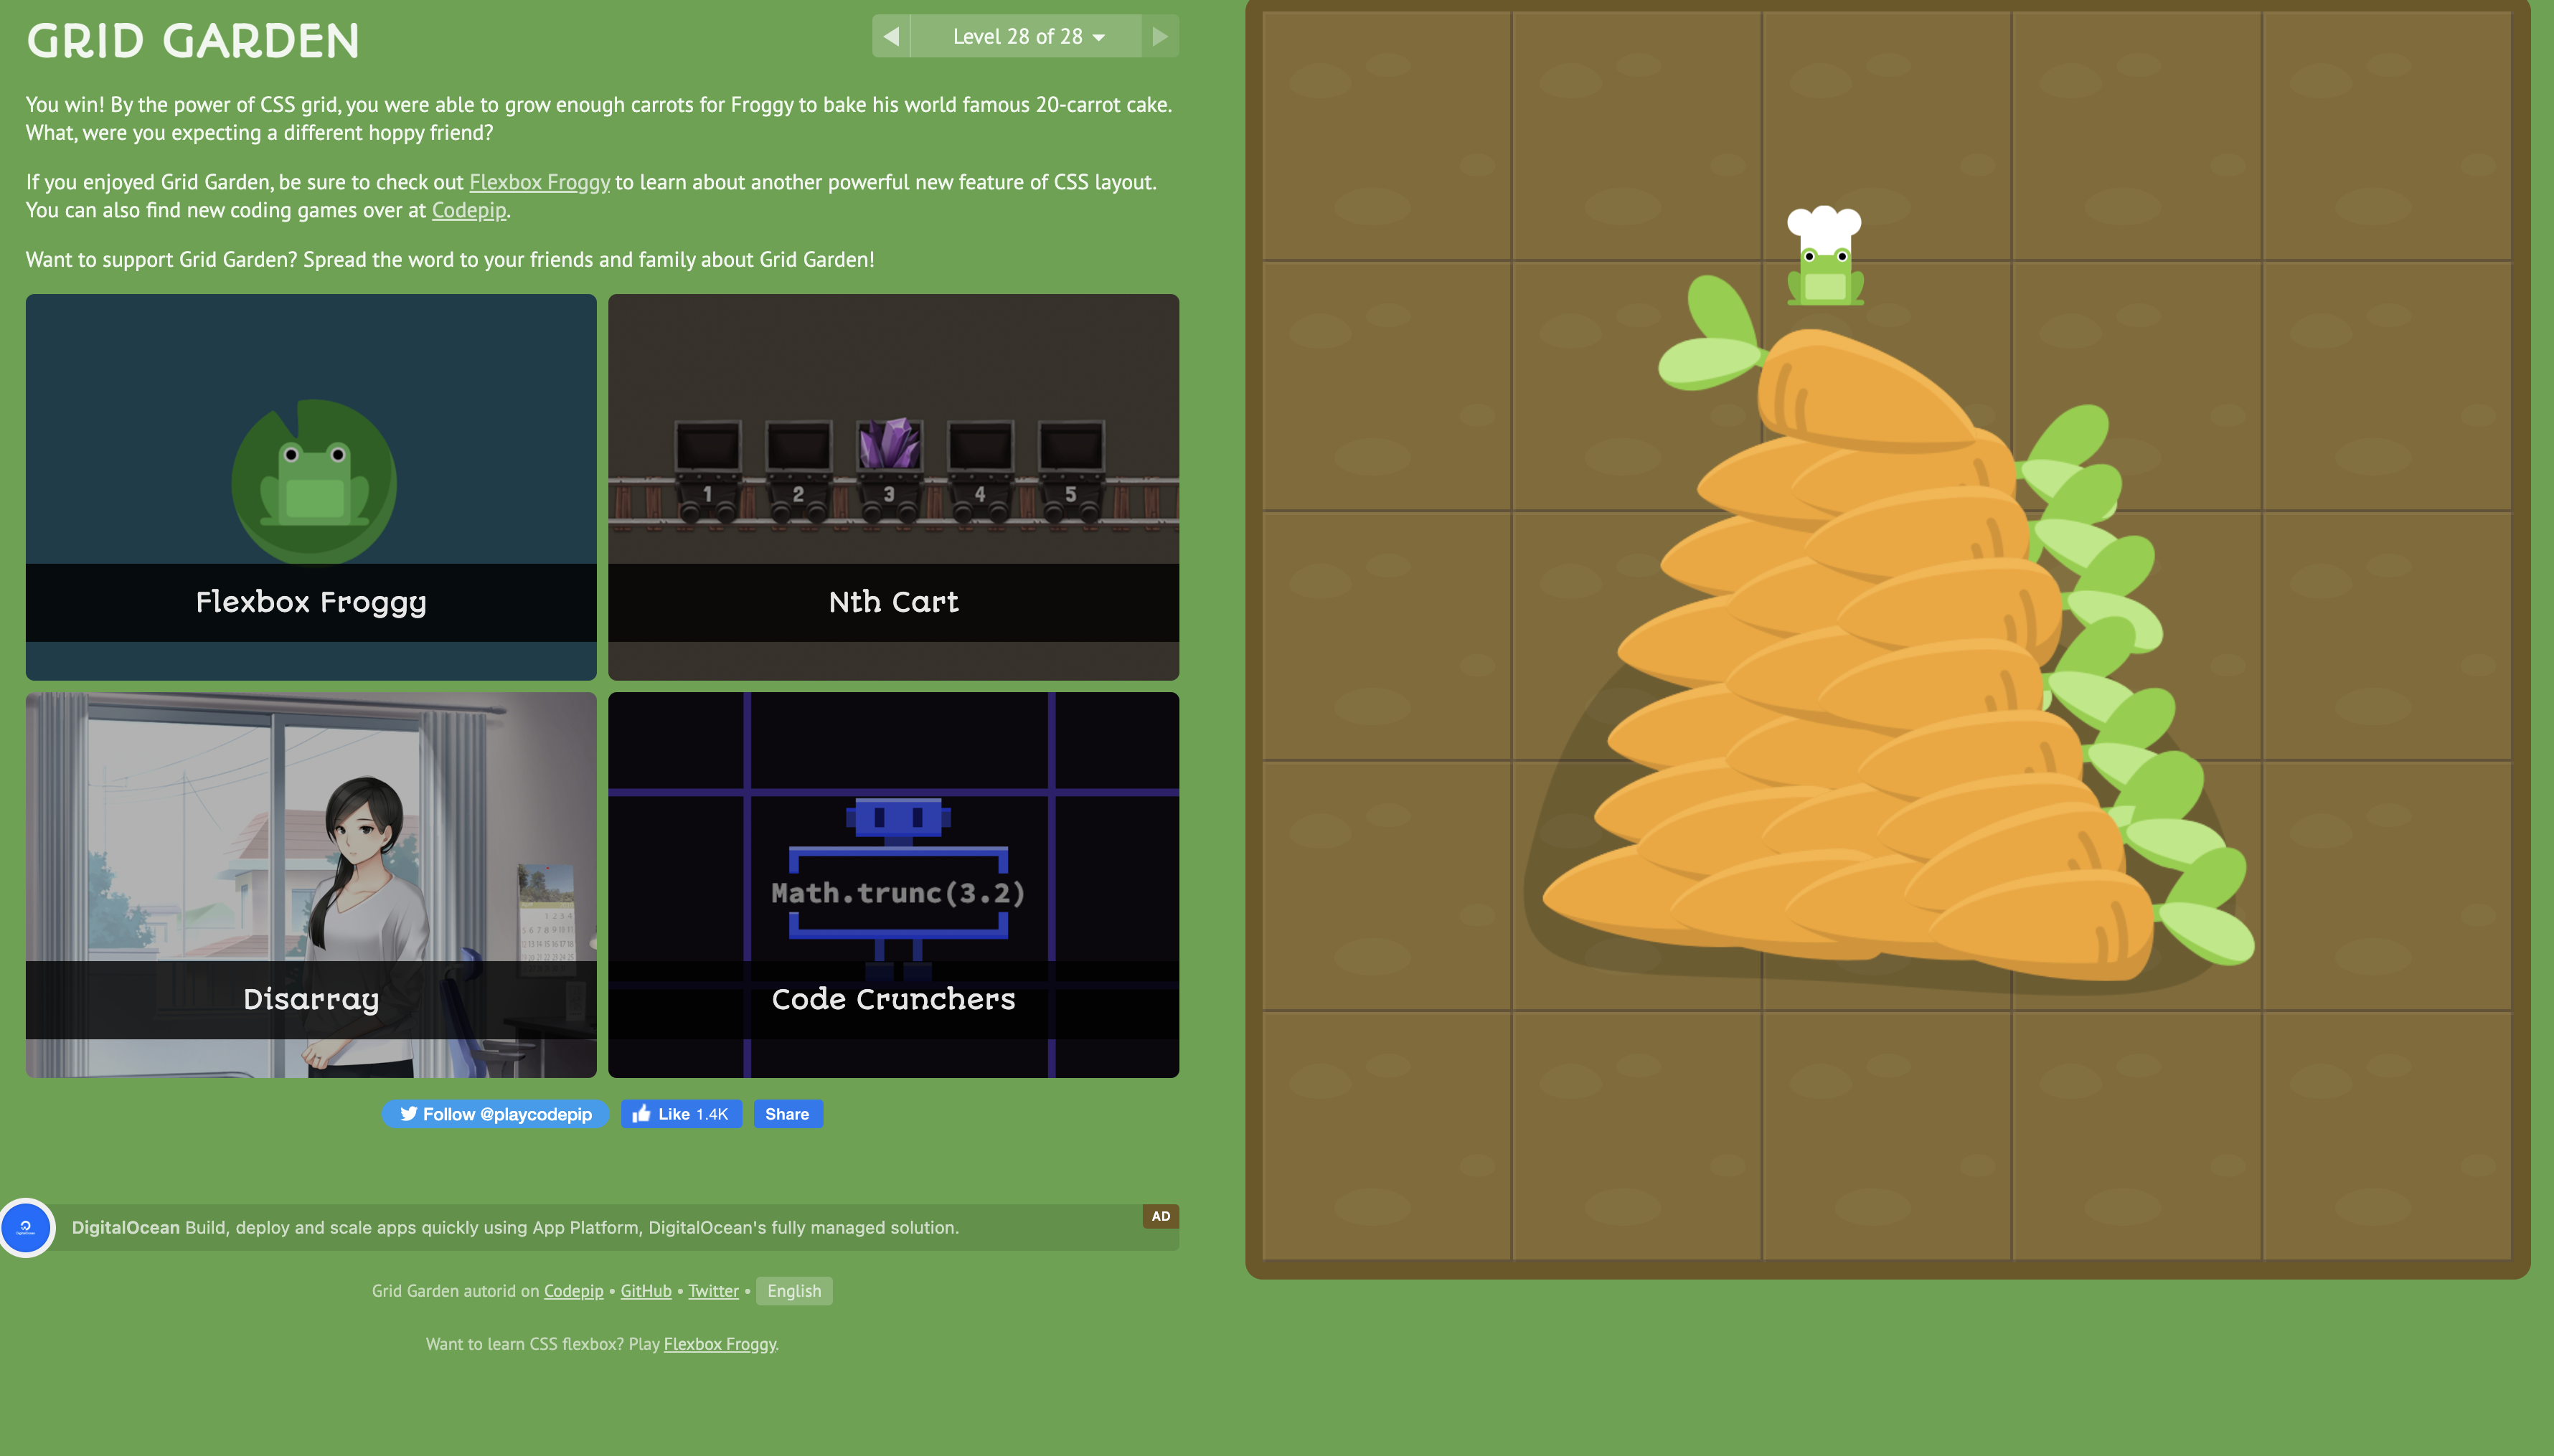 GRID GARDEN
Level 28 of 28
You win! By the power of CSS grid, you were able to grow enough carrots for Froggy to bake his world famous 20-carrot cake.
What, were you expecting a different hoppy friend?
If you enjoyed Grid Garden, be sure to check out Flexbox Froggy to learn about another powerful new feature of CSS layout.
You can also find new coding games over at Codepip.
Want to support Grid Garden? Spread the word to your friends and family about Grid Garden!
Flexbox Froggy
1 2 3 4 5
Nth Cart
Disarray
Math.trunc(3.2)
Code Crunchers
Follow @playcodepip
Like 1.4K
Share
AD
DigitalOcean Build, deploy and scale apps quickly using App Platform, DigitalOcean's fully managed solution.
Grid Garden autorid on Codepip • GitHub • Twitter • English
Want to learn CSS flexbox? Play Flexbox Froggy.